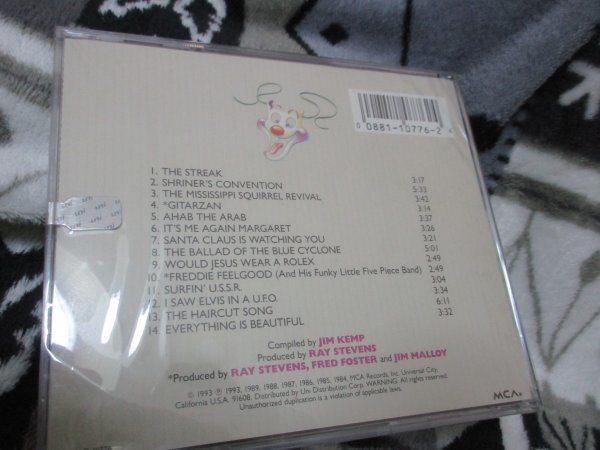 0 0881-10776-2 4
1. THE STREAK 3:17
2. SHRINER'S CONVENTION 5:33
3. THE MISSISSIPPI SQUIRREL REVIVAL 3:42
4. *GITARZAN 3:14
5. AHAB THE ARAB 3:37
6. IT'S ME AGAIN MARGARET 3:26
7. SANTA CLAUS IS WATCHING YOU 3:21
8. THE BALLAD OF THE BLUE CYCLONE 5:01
9. WOULD JESUS WEAR A ROLEX 2:49
10. *FREDDIE FEELGOOD (And His Funky Little Five Piece Band) 2:49
11. SURFIN' U.S.S.R. 3:04
12. I SAW ELVIS IN A U.F.O. 3:34
13. THE HAIRCUT SONG 6:11
14. EVERYTHING IS BEAUTIFUL 3:32
Compiled by JIM KEMP
Produced by RAY STEVENS
*Produced by RAY STEVENS, FRED FOSTER and JIM MALLOY
© 1993 ℗ 1993, 1989, 1988, 1987, 1986, 1985, 1984, MCA Records, Inc. Universal City,
California U.S.A. 91608. Distributed by Uni Distribution Corp. WARNING: All rights reserved.
Unauthorized duplication is a violation of applicable laws.
MCA